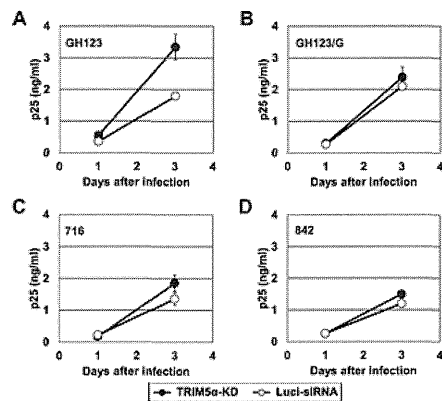 A
GH123
p25 (ng/ml)
4
3
2
1
0
0 1 2 3 4
Days after infection
B
GH123/G
p25 (ng/ml)
4
3
2
1
0
0 1 2 3 4
Days after infection
C
716
p25 (ng/ml)
4
3
2
1
0
0 1 2 3 4
Days after infection
D
842
p25 (ng/ml)
4
3
2
1
0
0 1 2 3 4
Days after infection
TRIM5α-KD Luci-siRNA